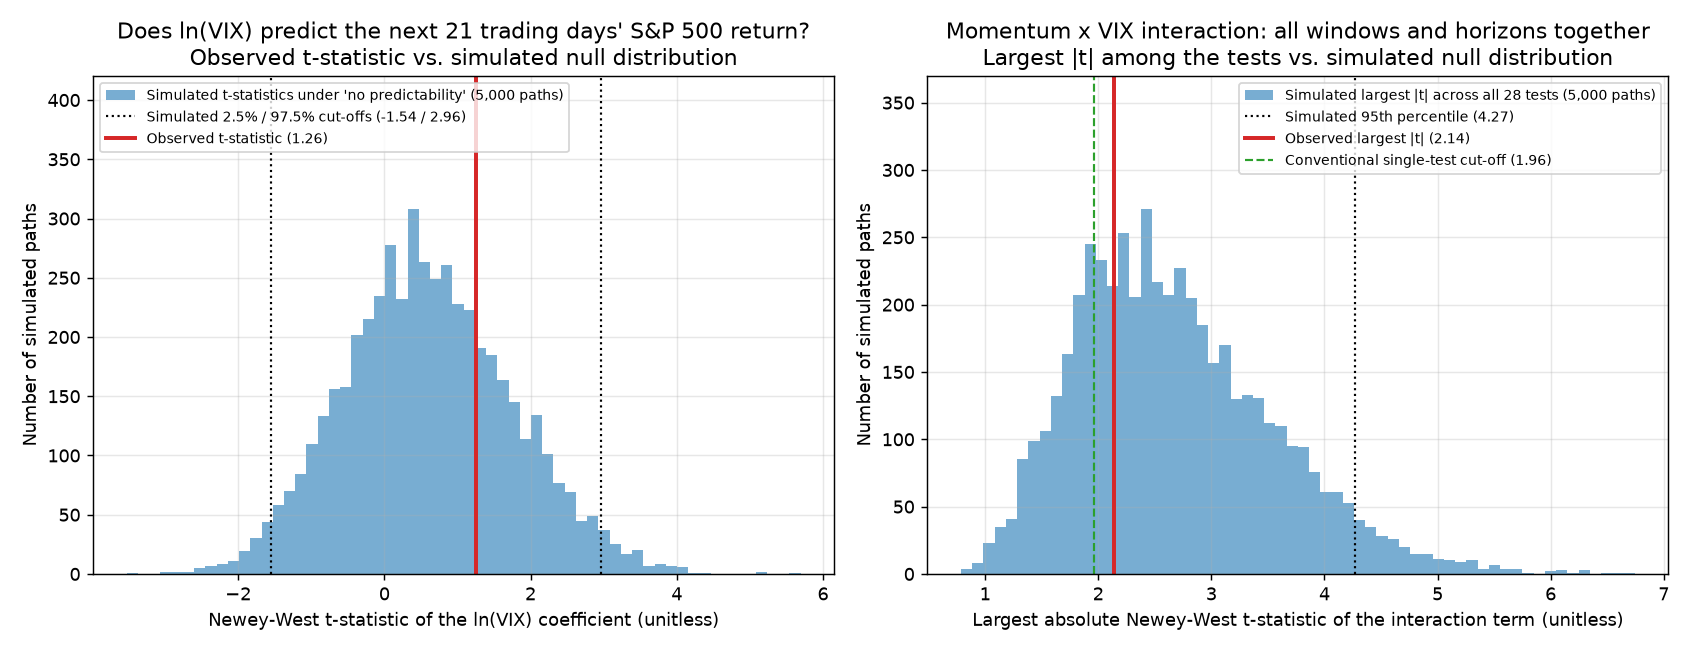 Does ln(VIX) predict the next 21 trading days' S&P 500 return?
Observed t-statistic vs. simulated null distribution
Simulated t-statistics under 'no predictability' (5,000 paths)
Simulated 2.5% / 97.5% cut-offs (-1.54 / 2.96)
Observed t-statistic (1.26)
400
350
300
250
200
150
100
50
0
Number of simulated paths
−2
0
2
4
6
Newey-West t-statistic of the ln(VIX) coefficient (unitless)
Momentum x VIX interaction: all windows and horizons together
Largest |t| among the tests vs. simulated null distribution
Simulated largest |t| across all 28 tests (5,000 paths)
Simulated 95th percentile (4.27)
Observed largest |t| (2.14)
Conventional single-test cut-off (1.96)
350
300
250
200
150
100
50
0
Number of simulated paths
1
2
3
4
5
6
7
Largest absolute Newey-West t-statistic of the interaction term (unitless)